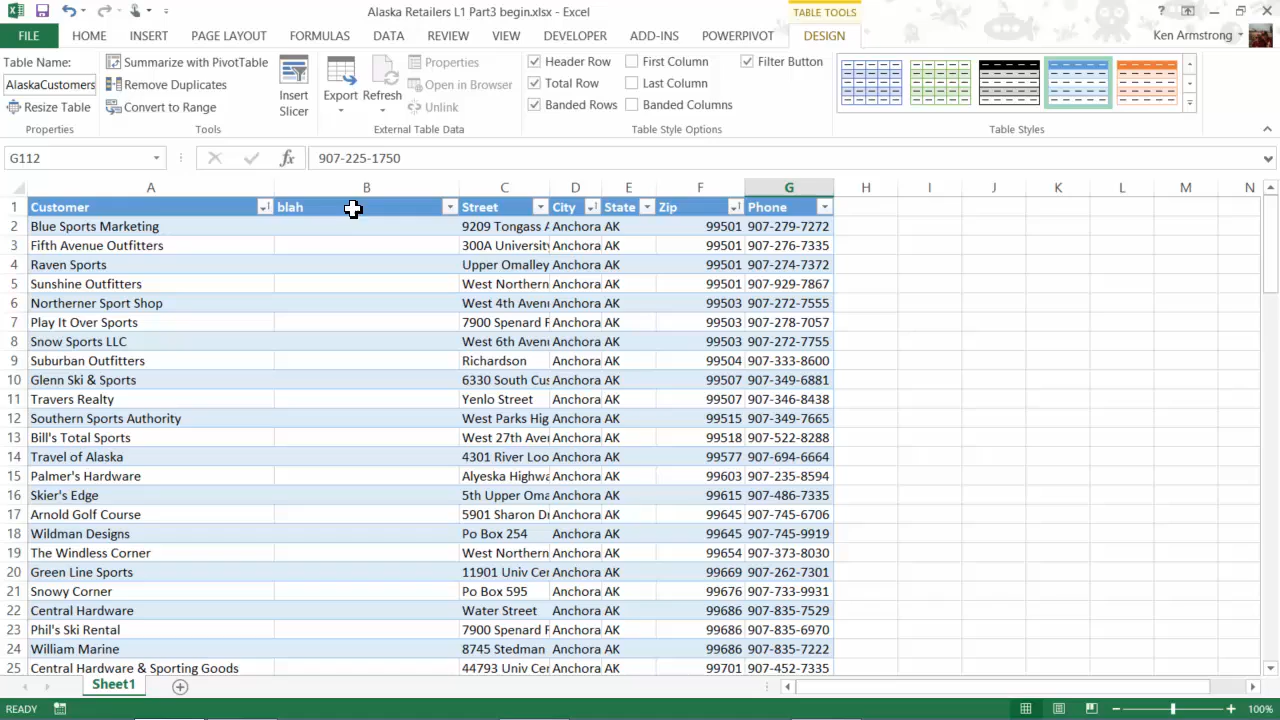 Alaska Retailers L1 Part3 begin.xlsx - Excel
TABLE TOOLS
?
FILE HOME INSERT PAGE LAYOUT FORMULAS DATA REVIEW VIEW DEVELOPER ADD-INS POWERPIVOT DESIGN Ken Armstrong
Table Name: Summarize with PivotTable Properties Header Row First Column Filter Button
AlaskaCustomers Remove Duplicates Insert Slicer Export Refresh Open in Browser Total Row Last Column
Resize Table Convert to Range Unlink Banded Rows Banded Columns
Properties Tools External Table Data Table Style Options Table Styles
G112 fx 907-225-1750
A B C D E F G H I J K L M N
1 Customer blah Street City State Zip Phone
2 Blue Sports Marketing 9209 Tongass A Anchora AK 99501 907-279-7272
3 Fifth Avenue Outfitters 300A University Anchora AK 99501 907-276-7335
4 Raven Sports Upper Omalley Anchora AK 99501 907-274-7372
5 Sunshine Outfitters West Northern Anchora AK 99501 907-929-7867
6 Northerner Sport Shop West 4th Aven Anchora AK 99503 907-272-7555
7 Play It Over Sports 7900 Spenard F Anchora AK 99503 907-278-7057
8 Snow Sports LLC West 6th Aven Anchora AK 99503 907-272-7755
9 Suburban Outfitters Richardson Anchora AK 99504 907-333-8600
10 Glenn Ski & Sports 6330 South Cus Anchora AK 99507 907-349-6881
11 Travers Realty Yenlo Street Anchora AK 99507 907-346-8438
12 Southern Sports Authority West Parks Hig Anchora AK 99515 907-349-7665
13 Bill's Total Sports West 27th Aven Anchora AK 99518 907-522-8288
14 Travel of Alaska 4301 River Loo Anchora AK 99577 907-694-6664
15 Palmer's Hardware Alyeska Highwa Anchora AK 99603 907-235-8594
16 Skier's Edge 5th Upper Oma Anchora AK 99615 907-486-7335
17 Arnold Golf Course 5901 Sharon Dr Anchora AK 99645 907-745-6706
18 Wildman Designs Po Box 254 Anchora AK 99645 907-745-9919
19 The Windless Corner West Northern Anchora AK 99654 907-373-8030
20 Green Line Sports 11901 Univ Cen Anchora AK 99669 907-262-7301
21 Snowy Corner Po Box 595 Anchora AK 99676 907-733-9931
22 Central Hardware Water Street Anchora AK 99686 907-835-7529
23 Phil's Ski Rental 7900 Spenard F Anchora AK 99686 907-835-6970
24 William Marine 8745 Stedman Anchora AK 99686 907-835-7222
25 Central Hardware & Sporting Goods 44793 Univ Cen Anchora AK 99701 907-452-7335
Sheet1
READY 100%